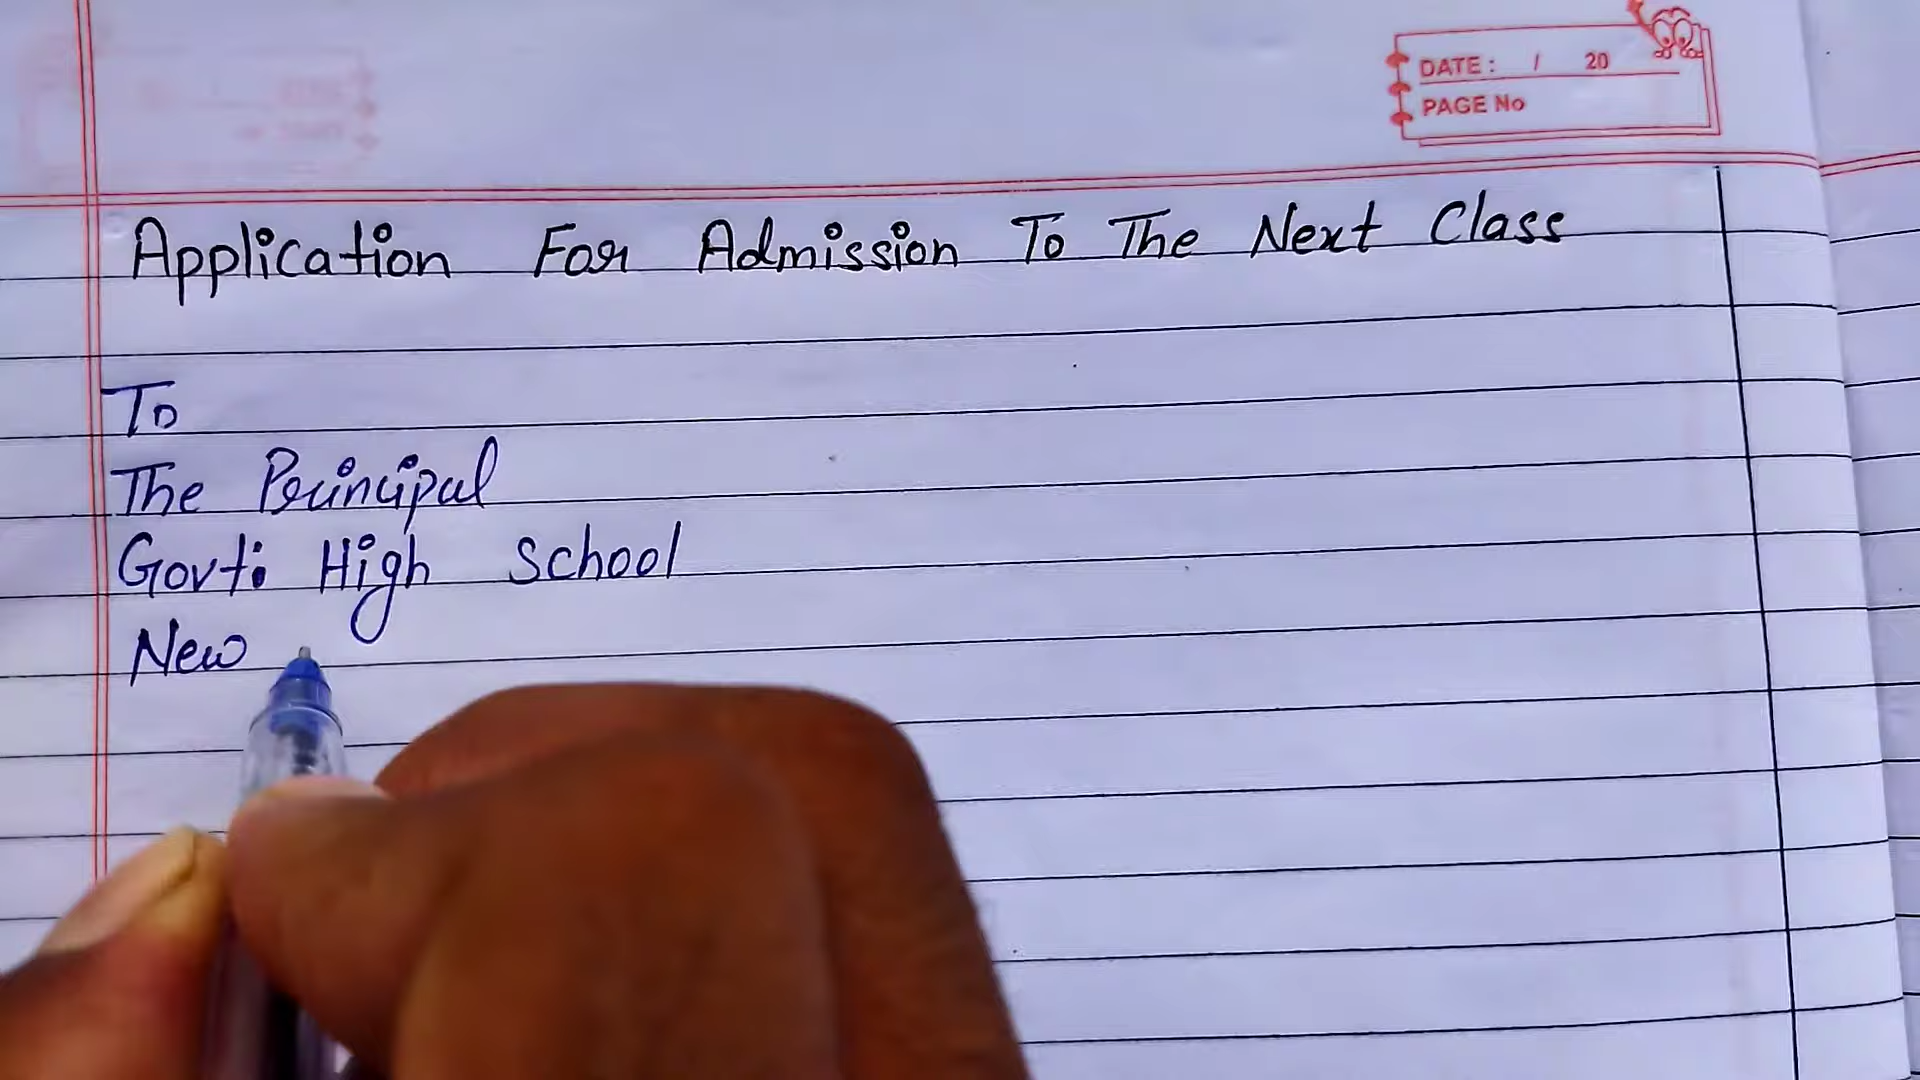 DATE : / 20
PAGE No
Application For Admission To The Next Class
To
The Principal
Govt. High School
New